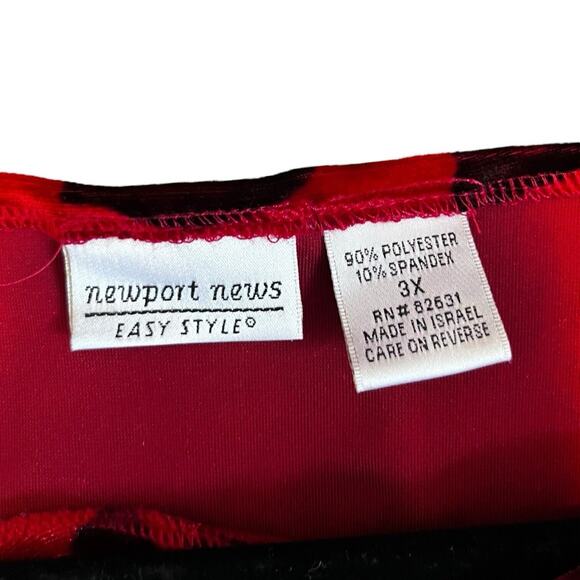 newport news
EASY STYLE®
90% POLYESTER
10% SPANDEX
3X
RN# 82631
MADE IN ISRAEL
CARE ON REVERSE